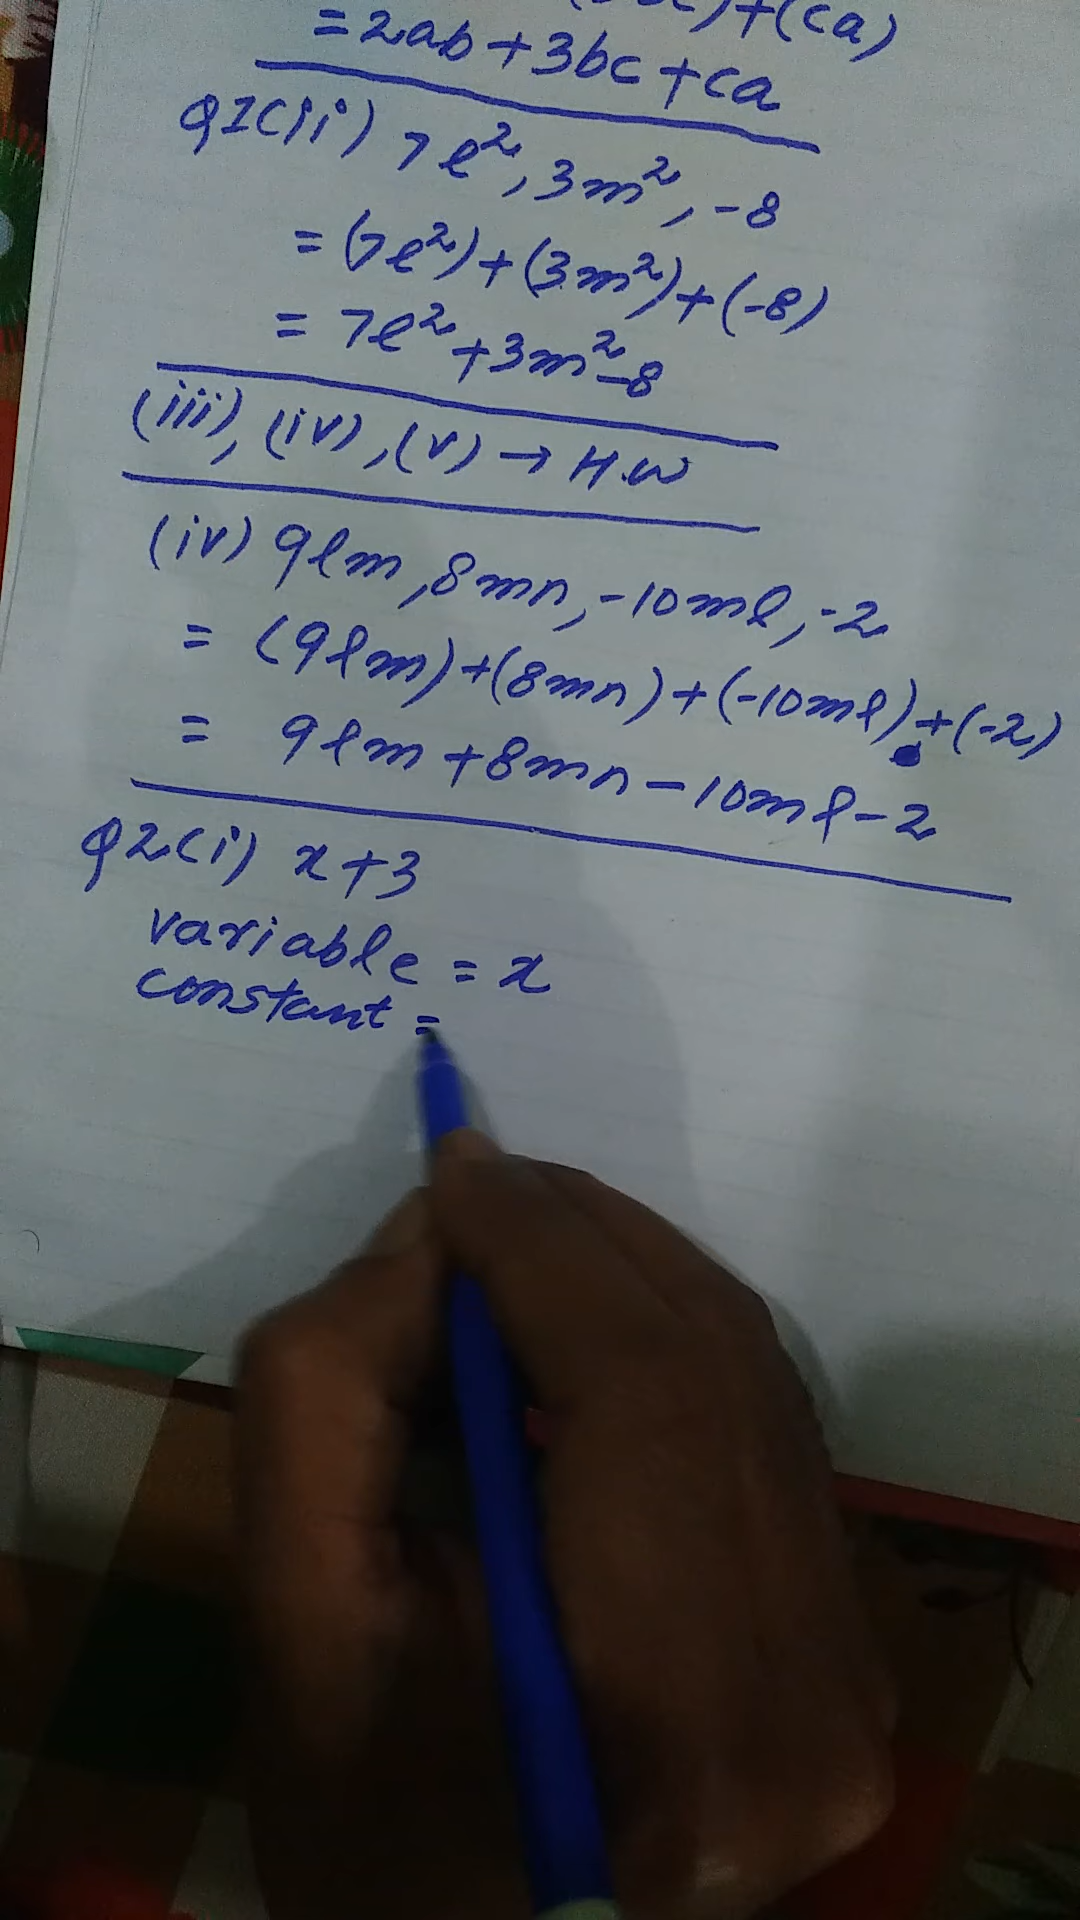 )+(ca)
=2ab+3bc+ca
Q1(ii) 7l², 3m², -8
= (7l²)+(3m²)+(-8)
= 7l²+3m²-8
(iii), (iv), (v) → H.W
(iv) 9lm, 8mn, -10ml, -2
= (9lm)+(8mn)+(-10ml)+(-2)
= 9lm+8mn-10ml-2
Q2(i) x+3
variable = x
constant =